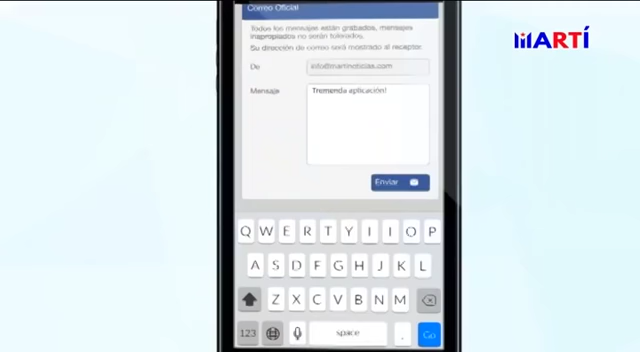 Correo Oficial
MARTÍ
Todos los mensajes están grabados, mensajes
inapropiados no serán tolerados.
Su dirección de correo será mostrado al receptor.
De
info@martinoticias.com
Mensaje
Tremenda aplicación!
Enviar
Q W E R T Y I I O P
A S D F G H J K L
Z X C V B N M
123 space . Go